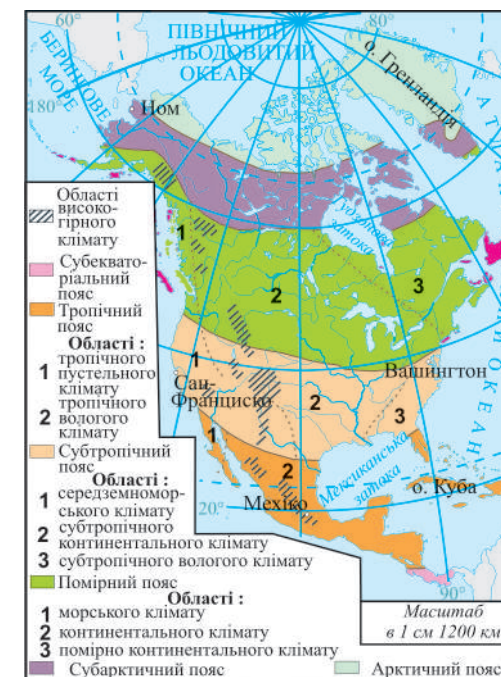 60°
80°
ПІВНІЧНИЙ
ЛЬОДОВИТИЙ
ОКЕАН
БЕРИНГОВЕ
МОРЕ
180°
Ном
о. Гренландія
Гудзонова
затока
1
2
3
1
2
3
1
2
Сан-
Франциско
Вашингтон
ОКЕАН
Мексиканська
затока
о. Куба
Мехіко
20°
90°
Області
високо-
гірного
клімату
Субеквато-
ріальний
пояс
Тропічний
пояс
Області :
1 тропічного
пустельного
клімату
2 тропічного
вологого
клімату
Субтропічний
пояс
Області :
1 середземномор-
ського клімату
2 субтропічного
континентального клімату
3 субтропічного вологого клімату
Помірний пояс
Області :
1 морського клімату
2 континентального клімату
3 помірно континентального клімату
Субарктичний пояс
Арктичний пояс
Масштаб
в 1 см 1200 км